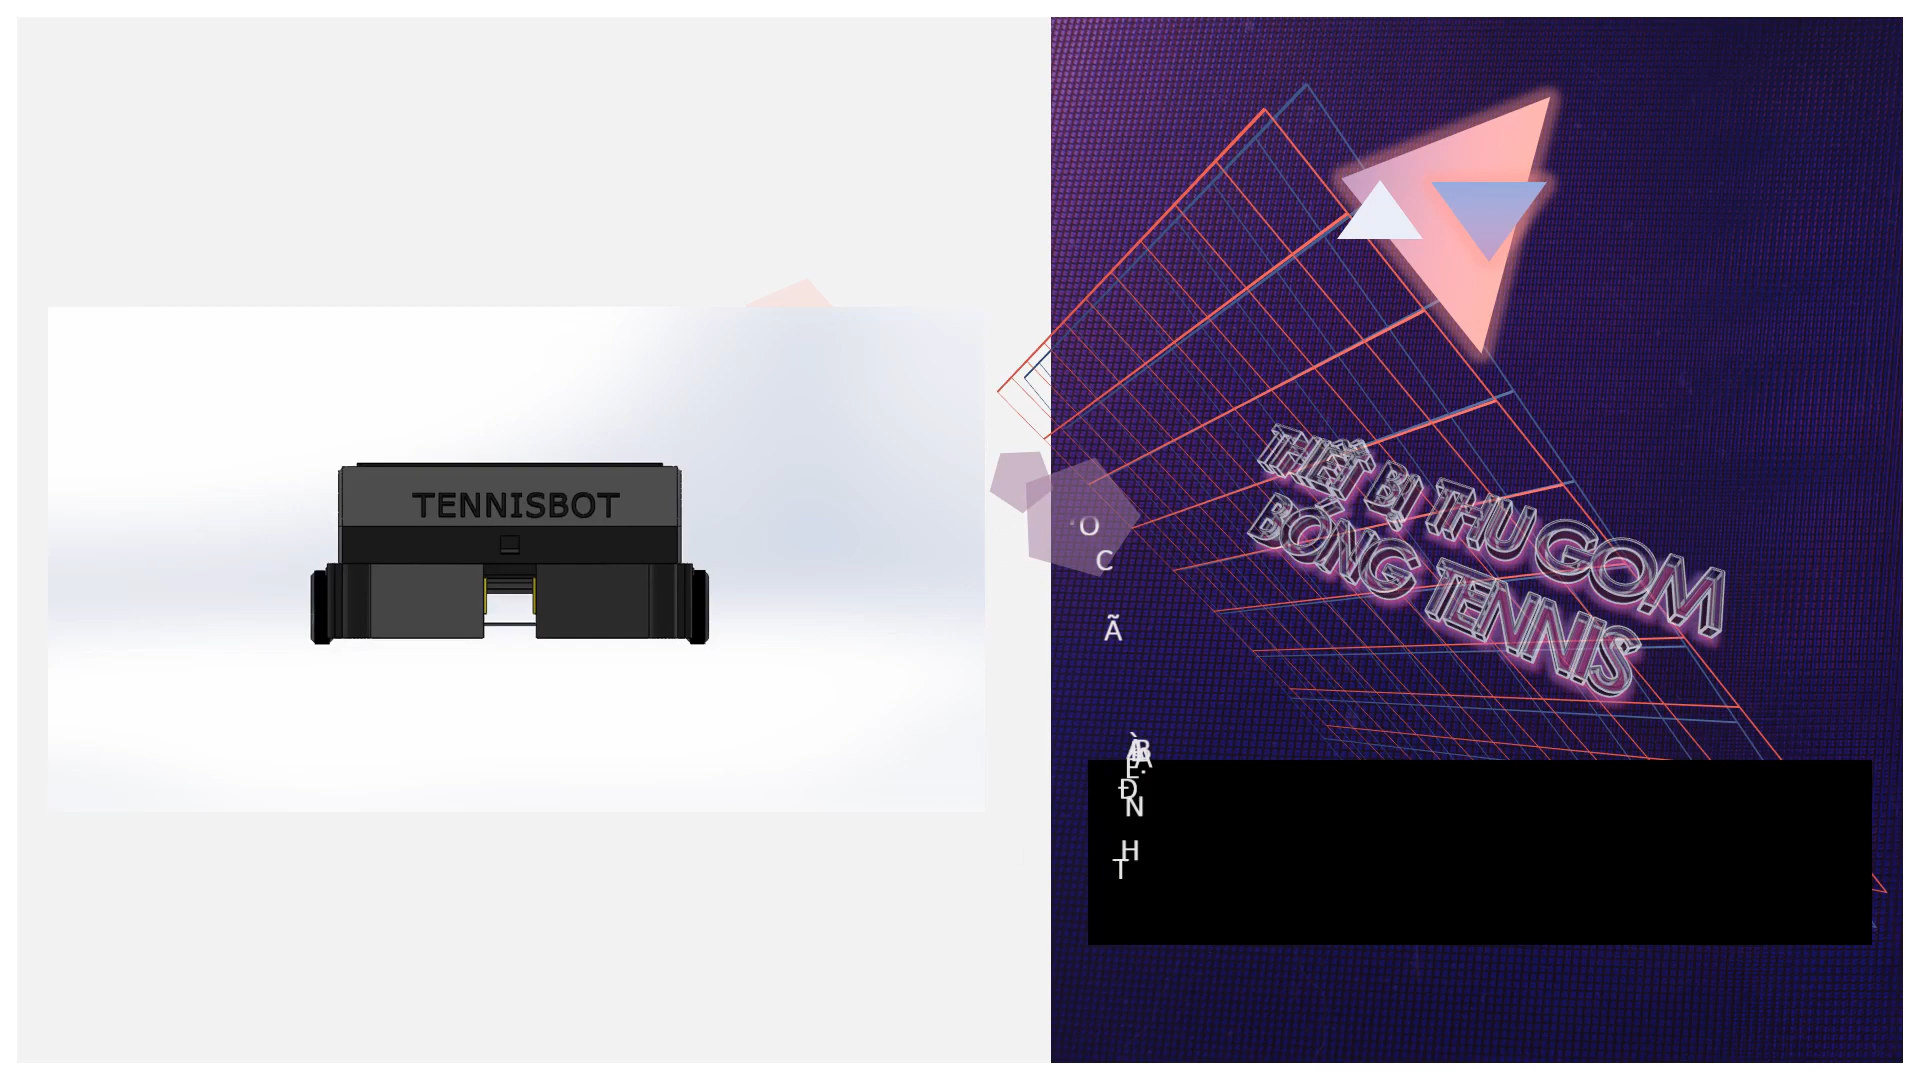 TENNISBOT
THIẾT BỊ THU GOM
BÓNG TENNIS
O
C
Ã
B
Đ
N
H
T